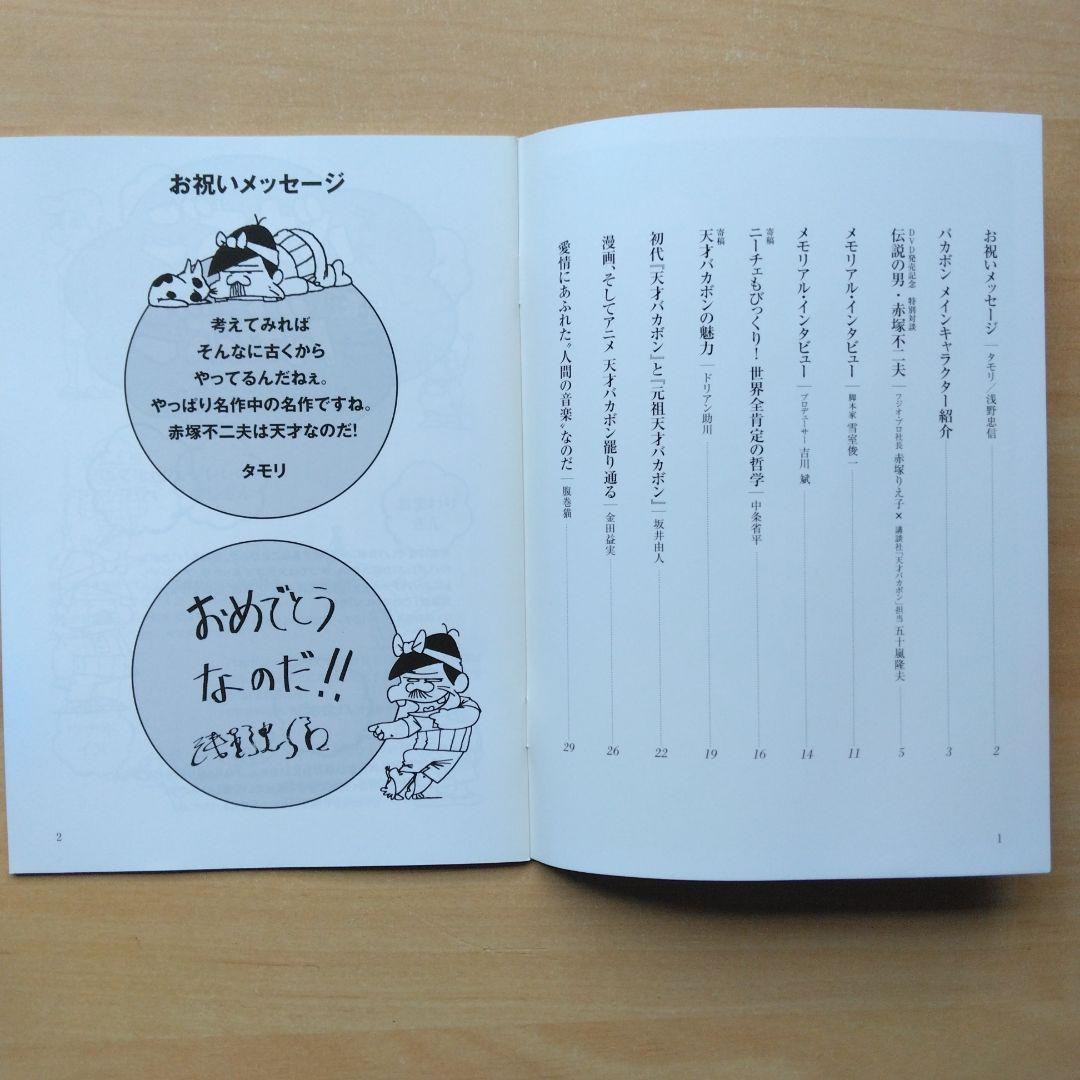 お祝いメッセージ｜タモリ／浅野忠信 2
バカボン メインキャラクター紹介 3
DVD発売記念 特別対談
伝説の男・赤塚不二夫｜フジオ・プロ社長 赤塚りえ子×講談社「天才バカボン」担当 五十嵐隆夫 5
メモリアル・インタビュー｜脚本家 雪室俊一 11
メモリアル・インタビュー｜プロデューサー 吉川斌 14
寄稿
ニーチェもびっくり！世界全肯定の哲学｜中条省平 16
寄稿
天才バカボンの魅力｜ドリアン助川 19
初代『天才バカボン』と『元祖天才バカボン』｜坂井由人 22
漫画、そしてアニメ 天才バカボン罷り通る｜金田益実 26
愛情にあふれた“人間の音楽”なのだ｜腹巻猫 29
1
お祝いメッセージ
考えてみれば
そんなに古くから
やってるんだねぇ。
やっぱり名作中の名作ですね。
赤塚不二夫は天才なのだ!
タモリ
おめでとう
なのだ!!
浅野忠信
2